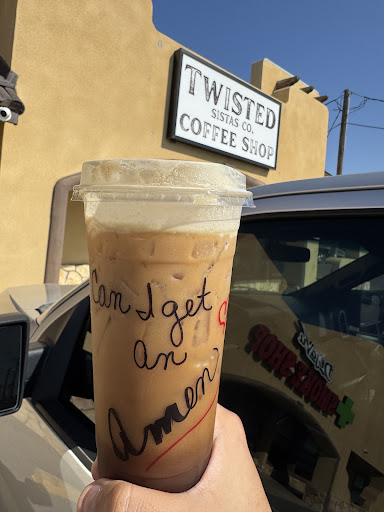 TWISTED
SISTAS CO.
COFFEE SHOP
Can I get
an
Amen